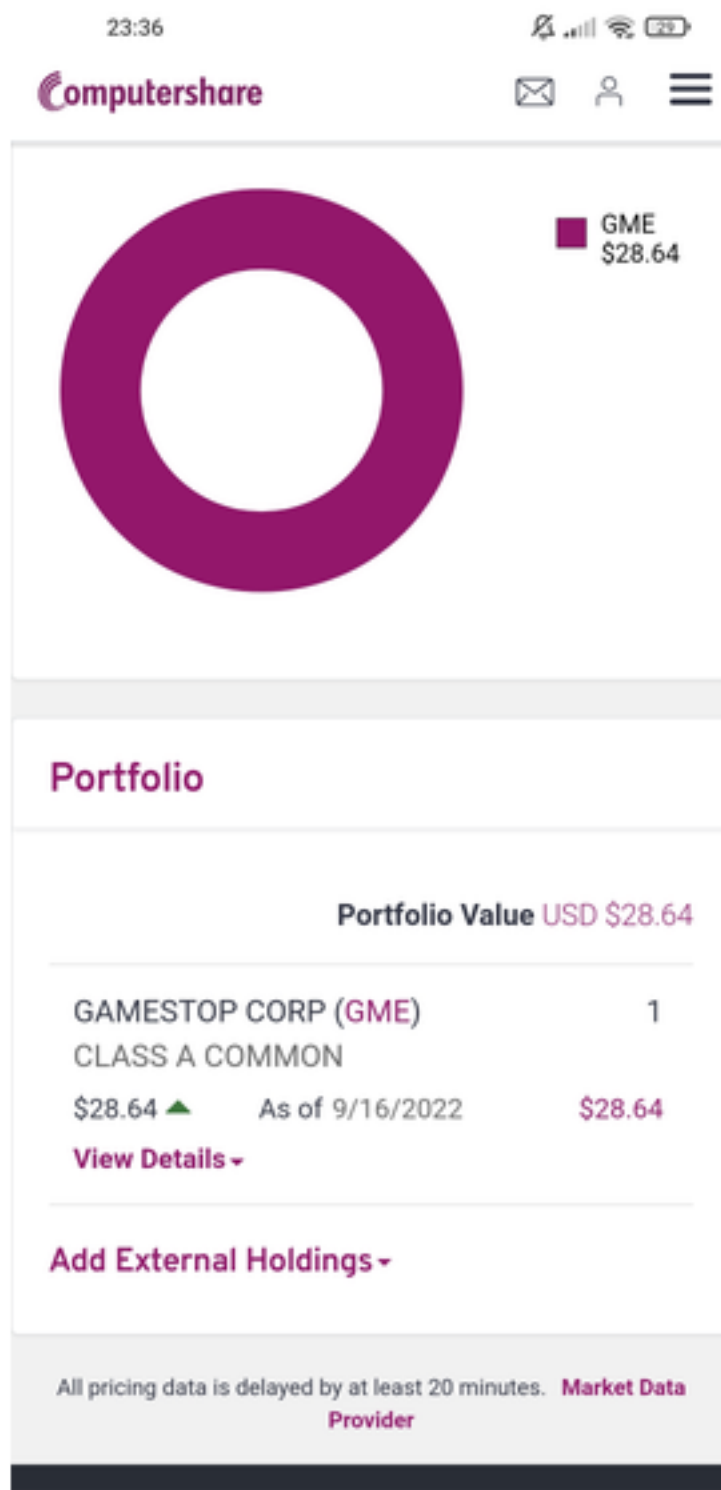 23:36
29
Computershare
GME
$28.64
Portfolio
Portfolio Value USD $28.64
GAMESTOP CORP (GME) 1
CLASS A COMMON
$28.64 As of 9/16/2022 $28.64
View Details
Add External Holdings
All pricing data is delayed by at least 20 minutes. Market Data
Provider